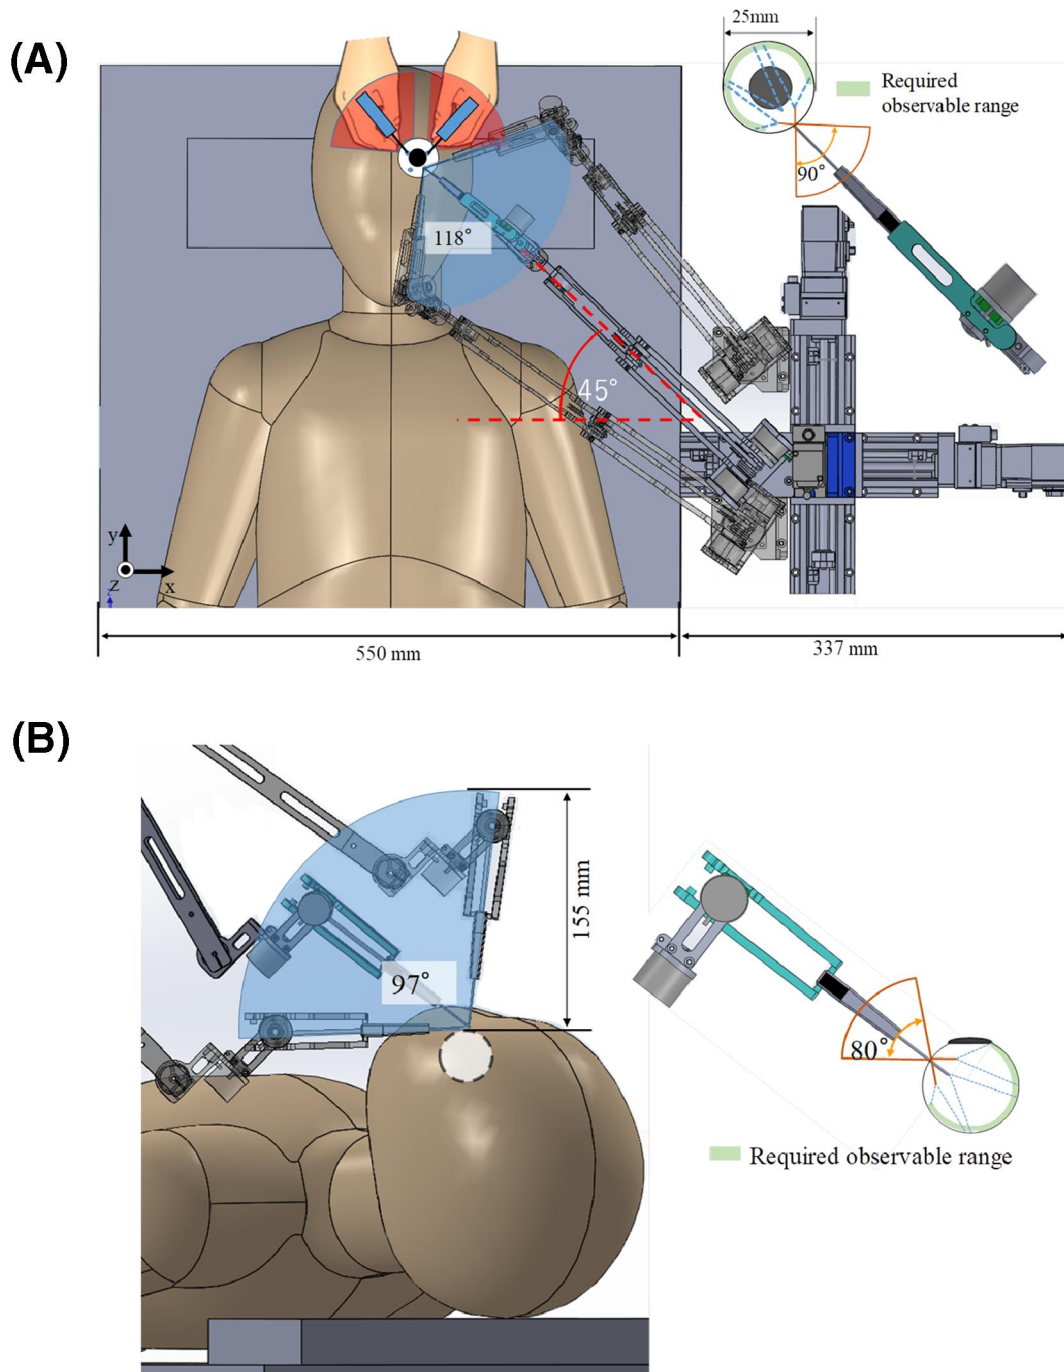 (A)
25mm
Required
observable range
90°
118°
45°
y
z
x
550 mm
337 mm
(B)
155 mm
97°
80°
Required observable range